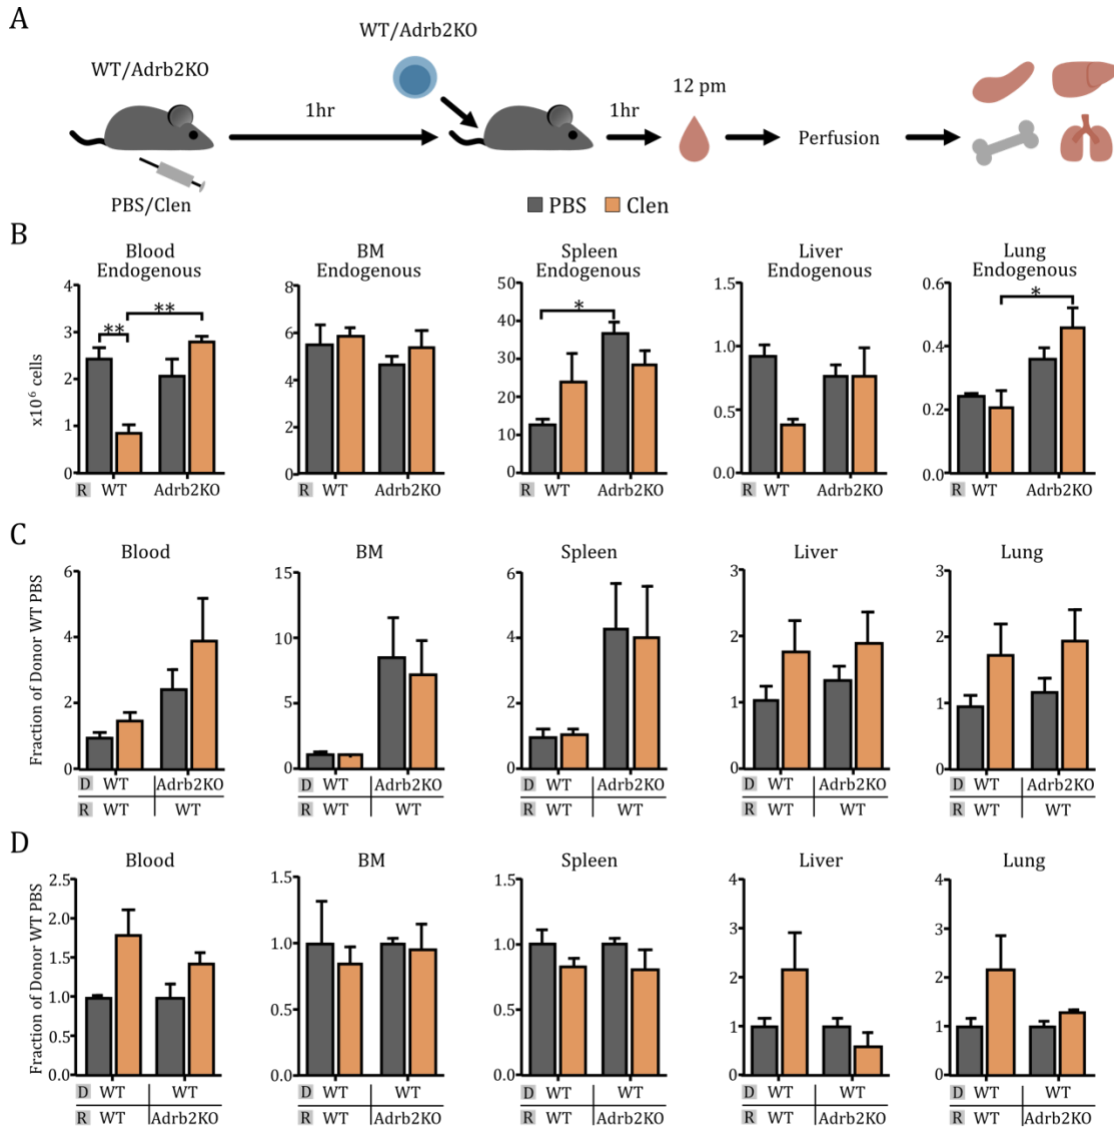 A
WT/Adrb2KO
WT/Adrb2KO
1hr
1hr
12 pm
Perfusion
PBS/Clen
PBS Clen
B
Blood Endogenous
BM Endogenous
Spleen Endogenous
Liver Endogenous
Lung Endogenous
x10⁶ cells
4
3
2
1
0
** **
R WT Adrb2KO
8
6
4
2
0
R WT Adrb2KO
50
40
30
20
10
0
*
R WT Adrb2KO
1.5
1.0
0.5
0.0
R WT Adrb2KO
0.6
0.4
0.2
0.0
*
R WT Adrb2KO
C
Blood
BM
Spleen
Liver
Lung
Fraction of Donor WT PBS
6
4
2
0
D WT Adrb2KO
R WT WT
15
10
5
0
D WT Adrb2KO
R WT WT
6
4
2
0
D WT Adrb2KO
R WT WT
3
2
1
0
D WT Adrb2KO
R WT WT
3
2
1
0
D WT Adrb2KO
R WT WT
D
Blood
BM
Spleen
Liver
Lung
Fraction of Donor WT PBS
2.5
2.0
1.5
1.0
0.5
0.0
D WT WT
R WT Adrb2KO
1.5
1.0
0.5
0.0
D WT WT
R WT Adrb2KO
1.5
1.0
0.5
0.0
D WT WT
R WT Adrb2KO
4
3
2
1
0
D WT WT
R WT Adrb2KO
4
3
2
1
0
D WT WT
R WT Adrb2KO